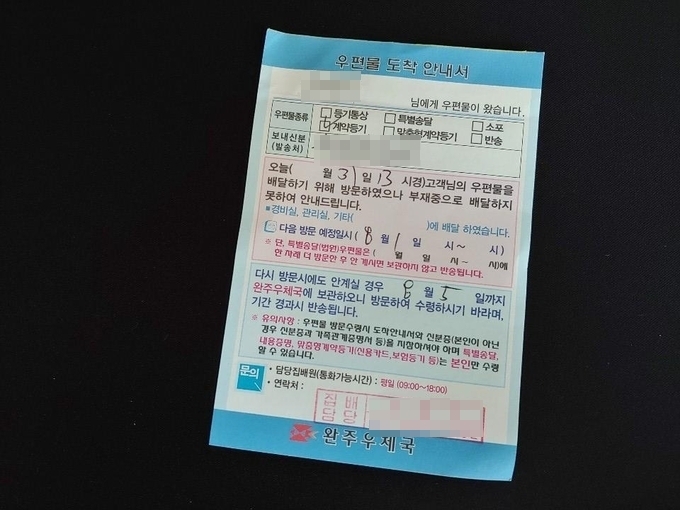 우편물 도착 안내서
님에게 우편물이 왔습니다.
우편물종류 □ 등기통상 □ 특별송달 □ 소포
□ 계약등기 □ 맞춤형계약등기 □ 반송
보내신분
(발송처)
오늘( 월 31 일 13 시경)고객님의 우편물을
배달하기 위해 방문하였으나 부재중으로 배달하지
못하여 안내드립니다.
■경비실, 관리실, 기타( )에 배달 하였습니다.
다음 방문 예정일시 ( 8 월 1 일 시 ~ 시)
※ 단, 특별송달(법원)우편물은 ( 월 일 시 ~ 시)에
한 차례 더 방문한 후 안 계시면 보관하지 않고 반송됩니다.
다시 방문시에도 안계실 경우 8 월 5 일까지
완주우체국에 보관하오니 방문하여 수령하시기 바라며,
기간 경과시 반송됩니다.
※ 유의사항 : 우편물 방문수령시 도착안내서와 신분증(본인이 아닌
경우 신분증과 가족관계증명서 등)을 지참하셔야 하며 특별송달,
내용증명, 맞춤형계약등기(신용카드,보험등기 등)는 본인만 수령
할 수 있습니다.
문의
• 담당집배원(통화가능시간) : 평일 (09:00~18:00)
• 연락처 :
집배
담당
완주우체국